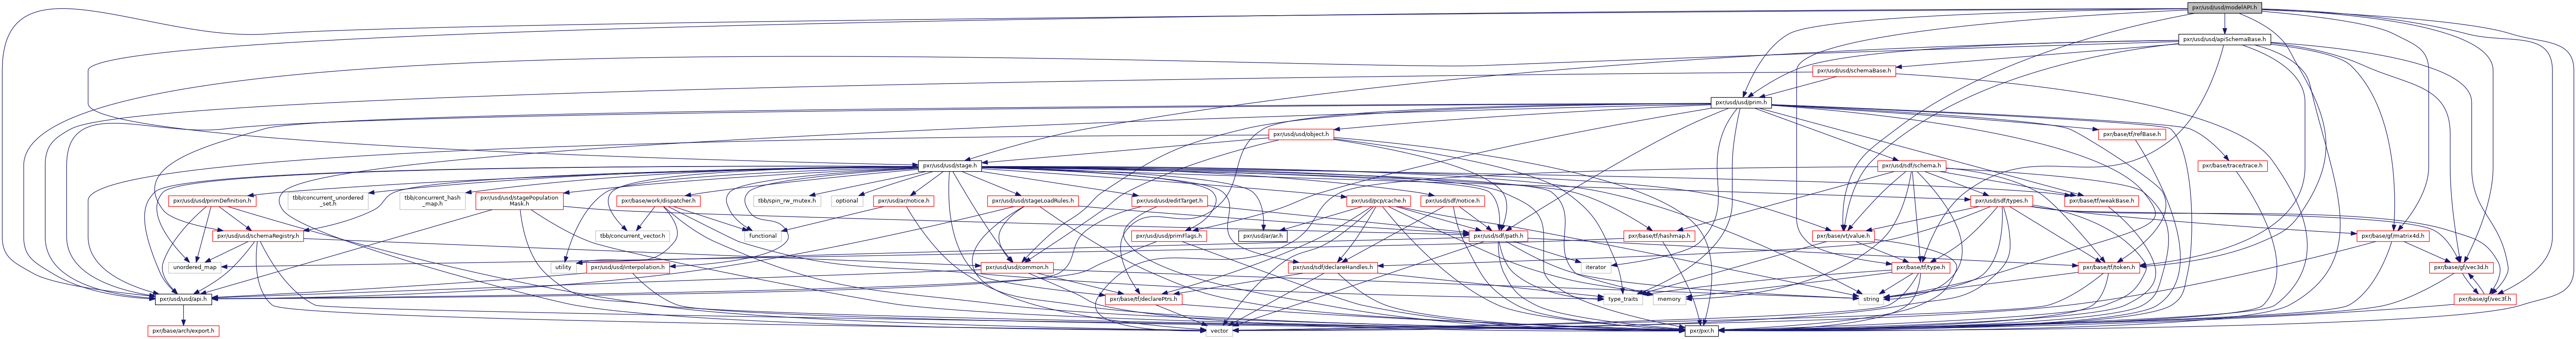 pxr/usd/usd/modelAPI.h
pxr/usd/usd/apiSchemaBase.h
pxr/usd/usd/schemaBase.h
pxr/usd/usd/prim.h
pxr/usd/usd/object.h
pxr/base/tf/refBase.h
pxr/usd/usd/stage.h
pxr/usd/sdf/schema.h
pxr/base/trace/trace.h
pxr/usd/usd/primDefinition.h
tbb/concurrent_unordered
_set.h
tbb/concurrent_hash
_map.h
pxr/usd/usd/stagePopulation
Mask.h
pxr/base/work/dispatcher.h
tbb/spin_rw_mutex.h
optional
pxr/usd/ar/notice.h
pxr/usd/usd/stageLoadRules.h
pxr/usd/usd/editTarget.h
pxr/usd/pcp/cache.h
pxr/usd/sdf/notice.h
pxr/usd/sdf/types.h
pxr/base/tf/weakBase.h
pxr/usd/usd/schemaRegistry.h
tbb/concurrent_vector.h
functional
pxr/usd/usd/primFlags.h
pxr/usd/ar/ar.h
pxr/usd/sdf/path.h
pxr/base/tf/hashmap.h
pxr/base/vt/value.h
pxr/base/gf/matrix4d.h
unordered_map
utility
pxr/usd/usd/interpolation.h
pxr/usd/usd/common.h
pxr/usd/sdf/declareHandles.h
iterator
pxr/base/tf/type.h
pxr/base/tf/token.h
pxr/base/gf/vec3d.h
pxr/usd/usd/api.h
pxr/base/tf/declarePtrs.h
type_traits
memory
string
pxr/base/gf/vec3f.h
pxr/base/arch/export.h
vector
pxr/pxr.h